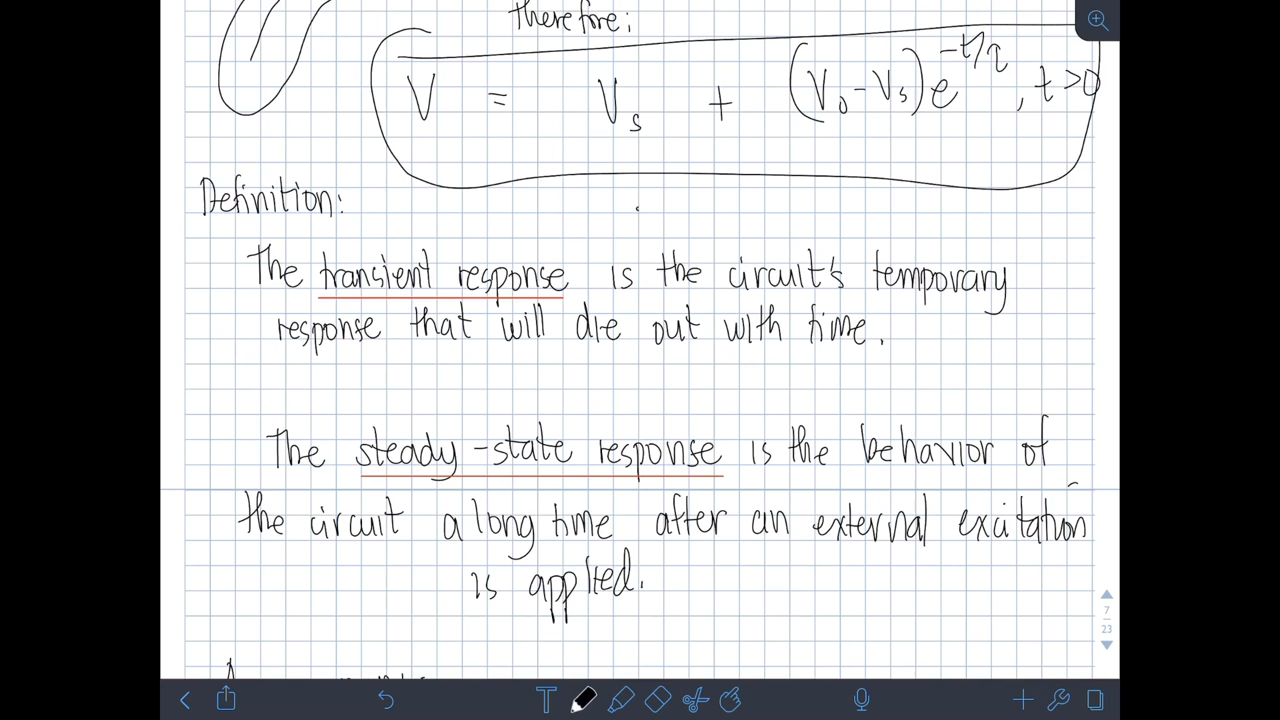 therefore:
V = Vs + (V0 - Vs) e^-t/τ, t>0
Definition:
The transient response is the circuit's temporary
response that will die out with time.
The steady-state response is the behavior of
the circuit a long time after an external excitation
is applied.
7
23
T